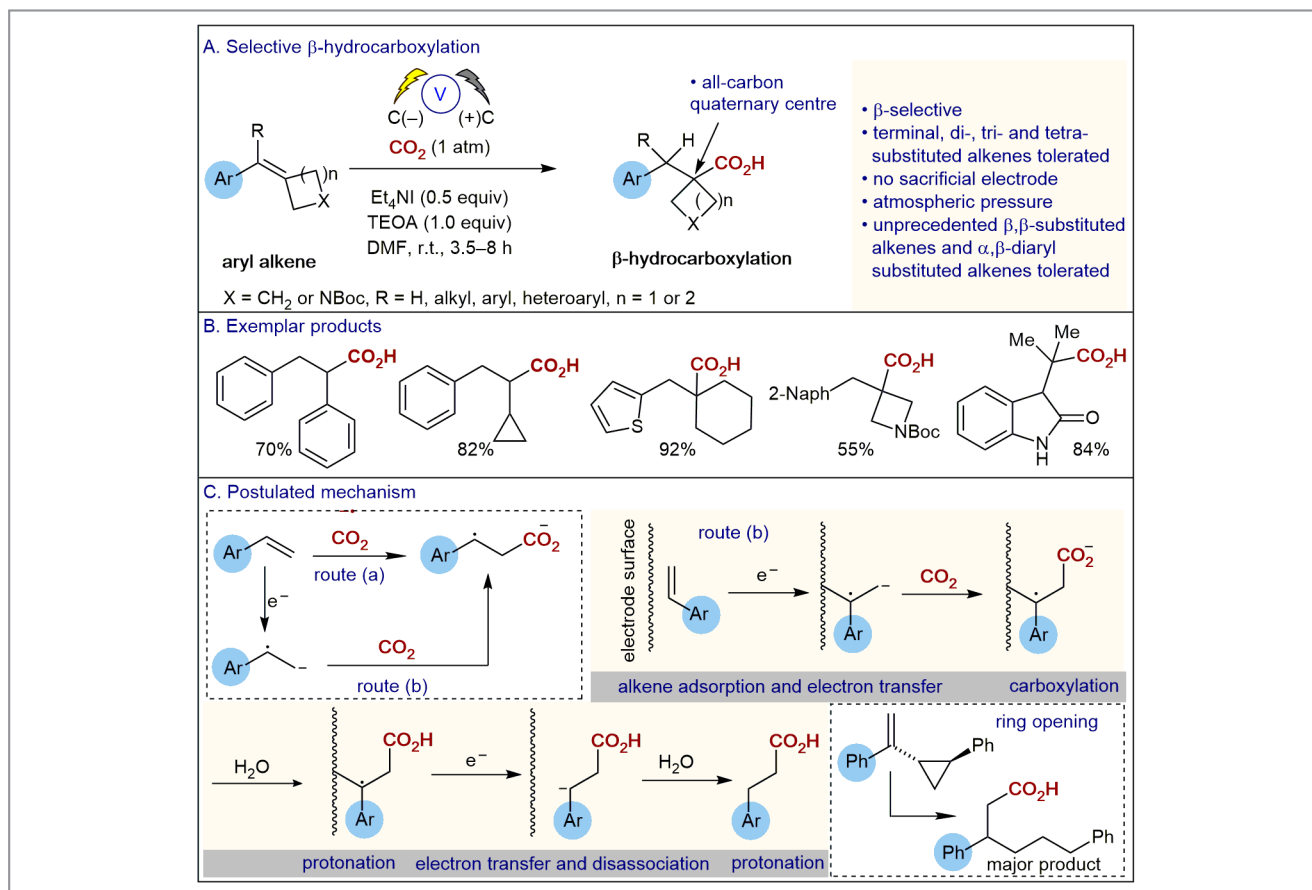 A. Selective β-hydrocarboxylation
V
C(–) (+)C
CO₂ (1 atm)
Et₄NI (0.5 equiv)
TEOA (1.0 equiv)
DMF, r.t., 3.5–8 h
R
Ar
)n
X
aryl alkene
• all-carbon
quaternary centre
R H
CO₂H
Ar
( )n
X
β-hydrocarboxylation
• β-selective
• terminal, di-, tri- and tetra-
substituted alkenes tolerated
• no sacrificial electrode
• atmospheric pressure
• unprecedented β,β-substituted
alkenes and α,β-diaryl
substituted alkenes tolerated
X = CH₂ or NBoc, R = H, alkyl, aryl, heteroaryl, n = 1 or 2
B. Exemplar products
CO₂H
70%
CO₂H
82%
CO₂H
S
92%
CO₂H
2-Naph
NBoc
55%
Me
Me CO₂H
O
N
H
84%
C. Postulated mechanism
Ar
CO₂
–•
route (a)
Ar
•
CO₂
–
e–
Ar
•
–
CO₂
route (b)
electrode surface
route (b)
Ar
e–
•
–
Ar
CO₂
CO₂–
•
Ar
alkene adsorption and electron transfer carboxylation
H₂O
CO₂H
•
Ar
e–
CO₂H
–
Ar
H₂O
CO₂H
Ar
protonation electron transfer and disassociation protonation
ring opening
Ph
Ph
CO₂H
Ph
Ph
major product